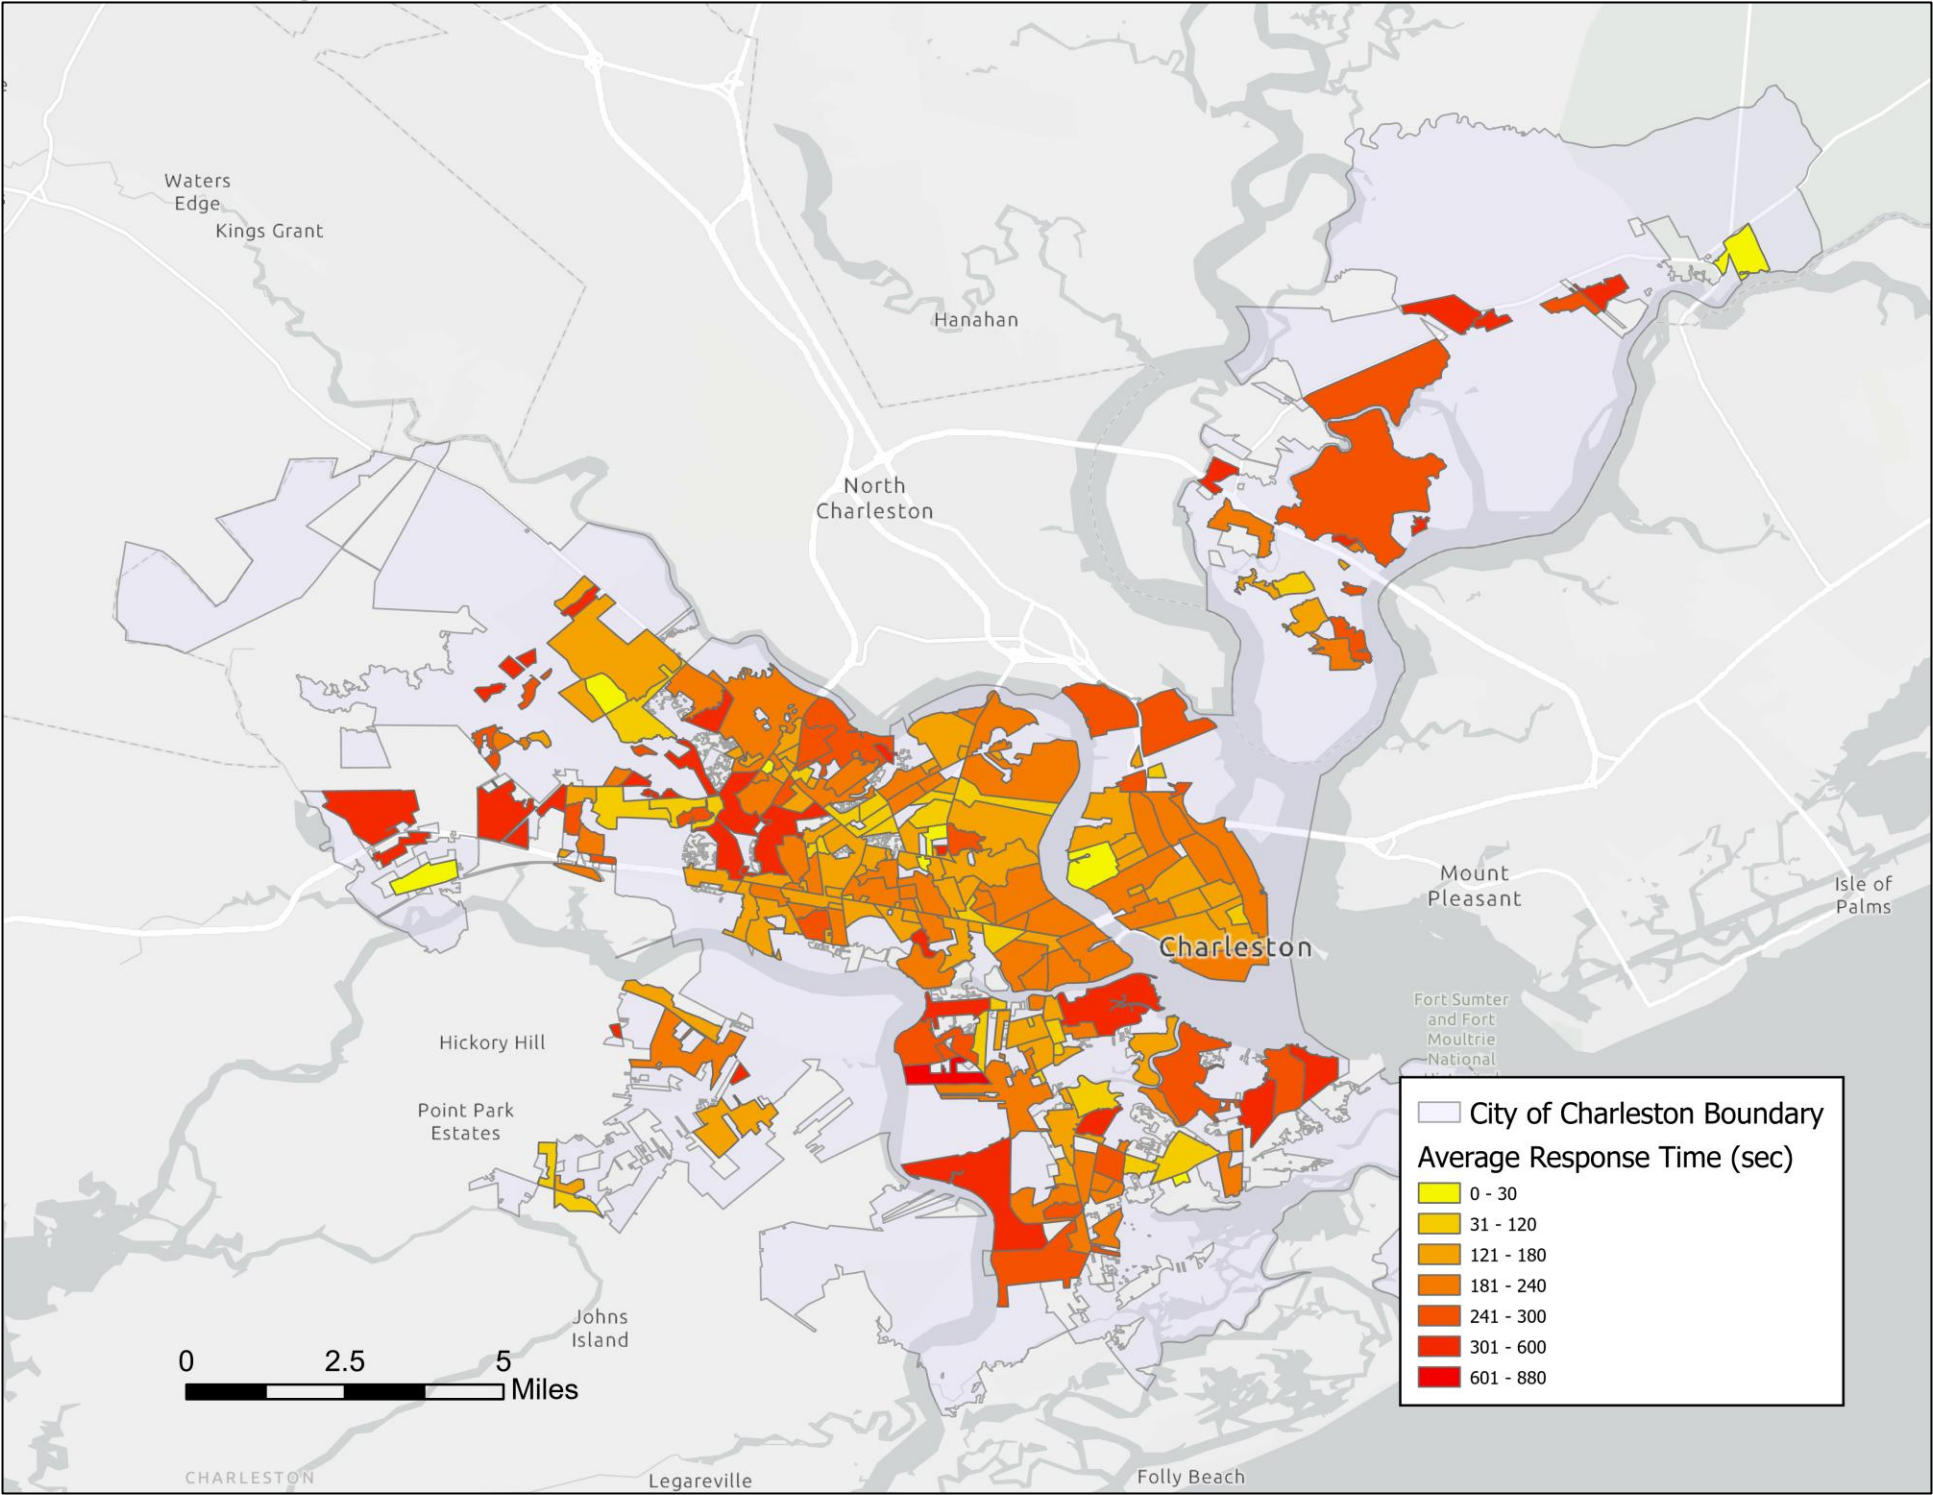 Waters
Edge
Kings Grant
Hanahan
North
Charleston
Mount
Pleasant
Isle of
Palms
Charleston
Fort Sumter
and Fort
Moultrie
National
Hickory Hill
Point Park
Estates
Johns
Island
Legareville
Folly Beach
CHARLESTON
0 2.5 5
Miles
City of Charleston Boundary
Average Response Time (sec)
0 - 30
31 - 120
121 - 180
181 - 240
241 - 300
301 - 600
601 - 880